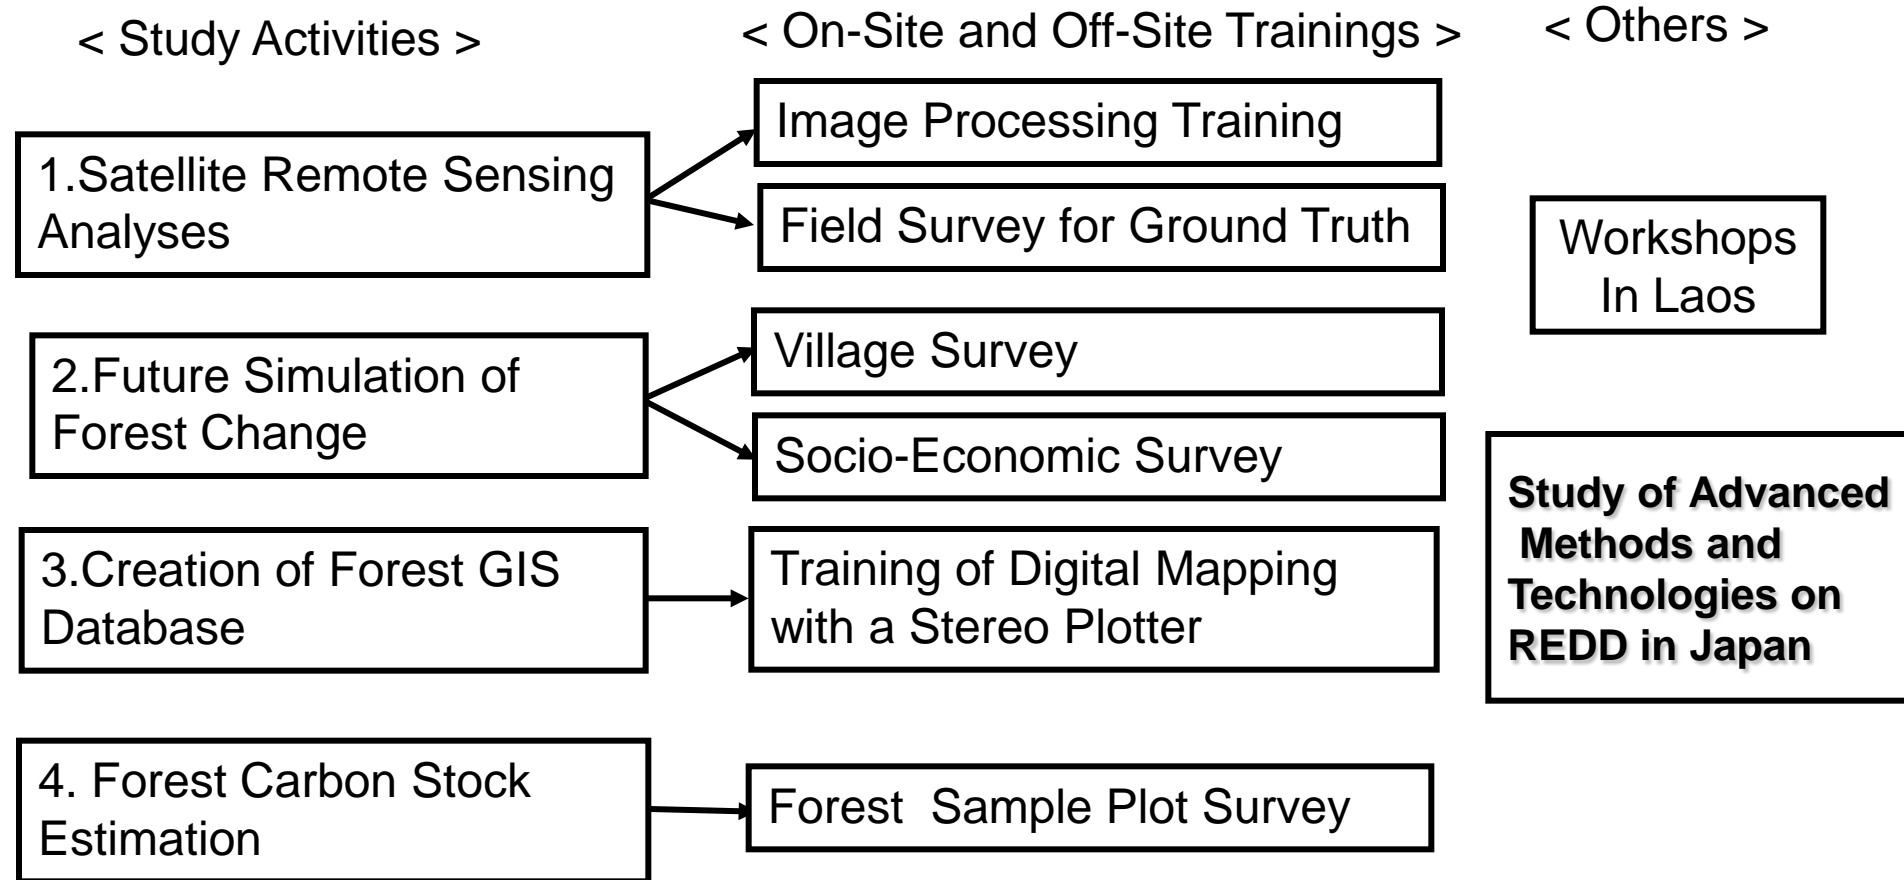 < Study Activities >
< On-Site and Off-Site Trainings >
< Others >
1.Satellite Remote Sensing
Analyses
Image Processing Training
Field Survey for Ground Truth
2.Future Simulation of
Forest Change
Village Survey
Socio-Economic Survey
3.Creation of Forest GIS
Database
Training of Digital Mapping
with a Stereo Plotter
4. Forest Carbon Stock
Estimation
Forest  Sample Plot Survey
Workshops
In Laos
Study of Advanced
Methods and
Technologies on
REDD in Japan